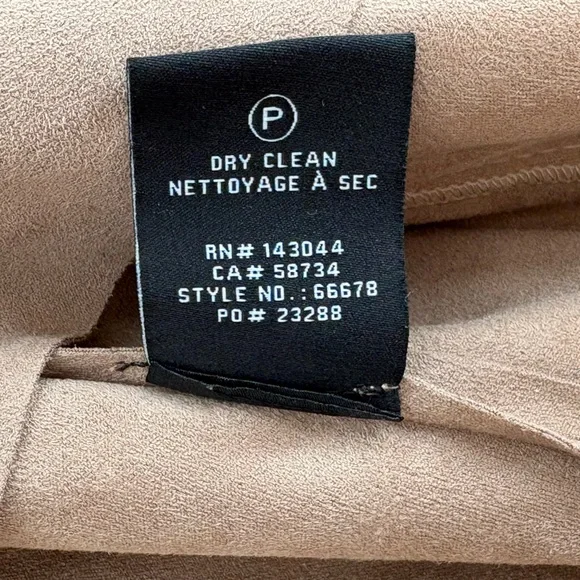 P
DRY CLEAN
NETTOYAGE À SEC
RN# 143044
CA# 58734
STYLE NO.: 66678
PO# 23288